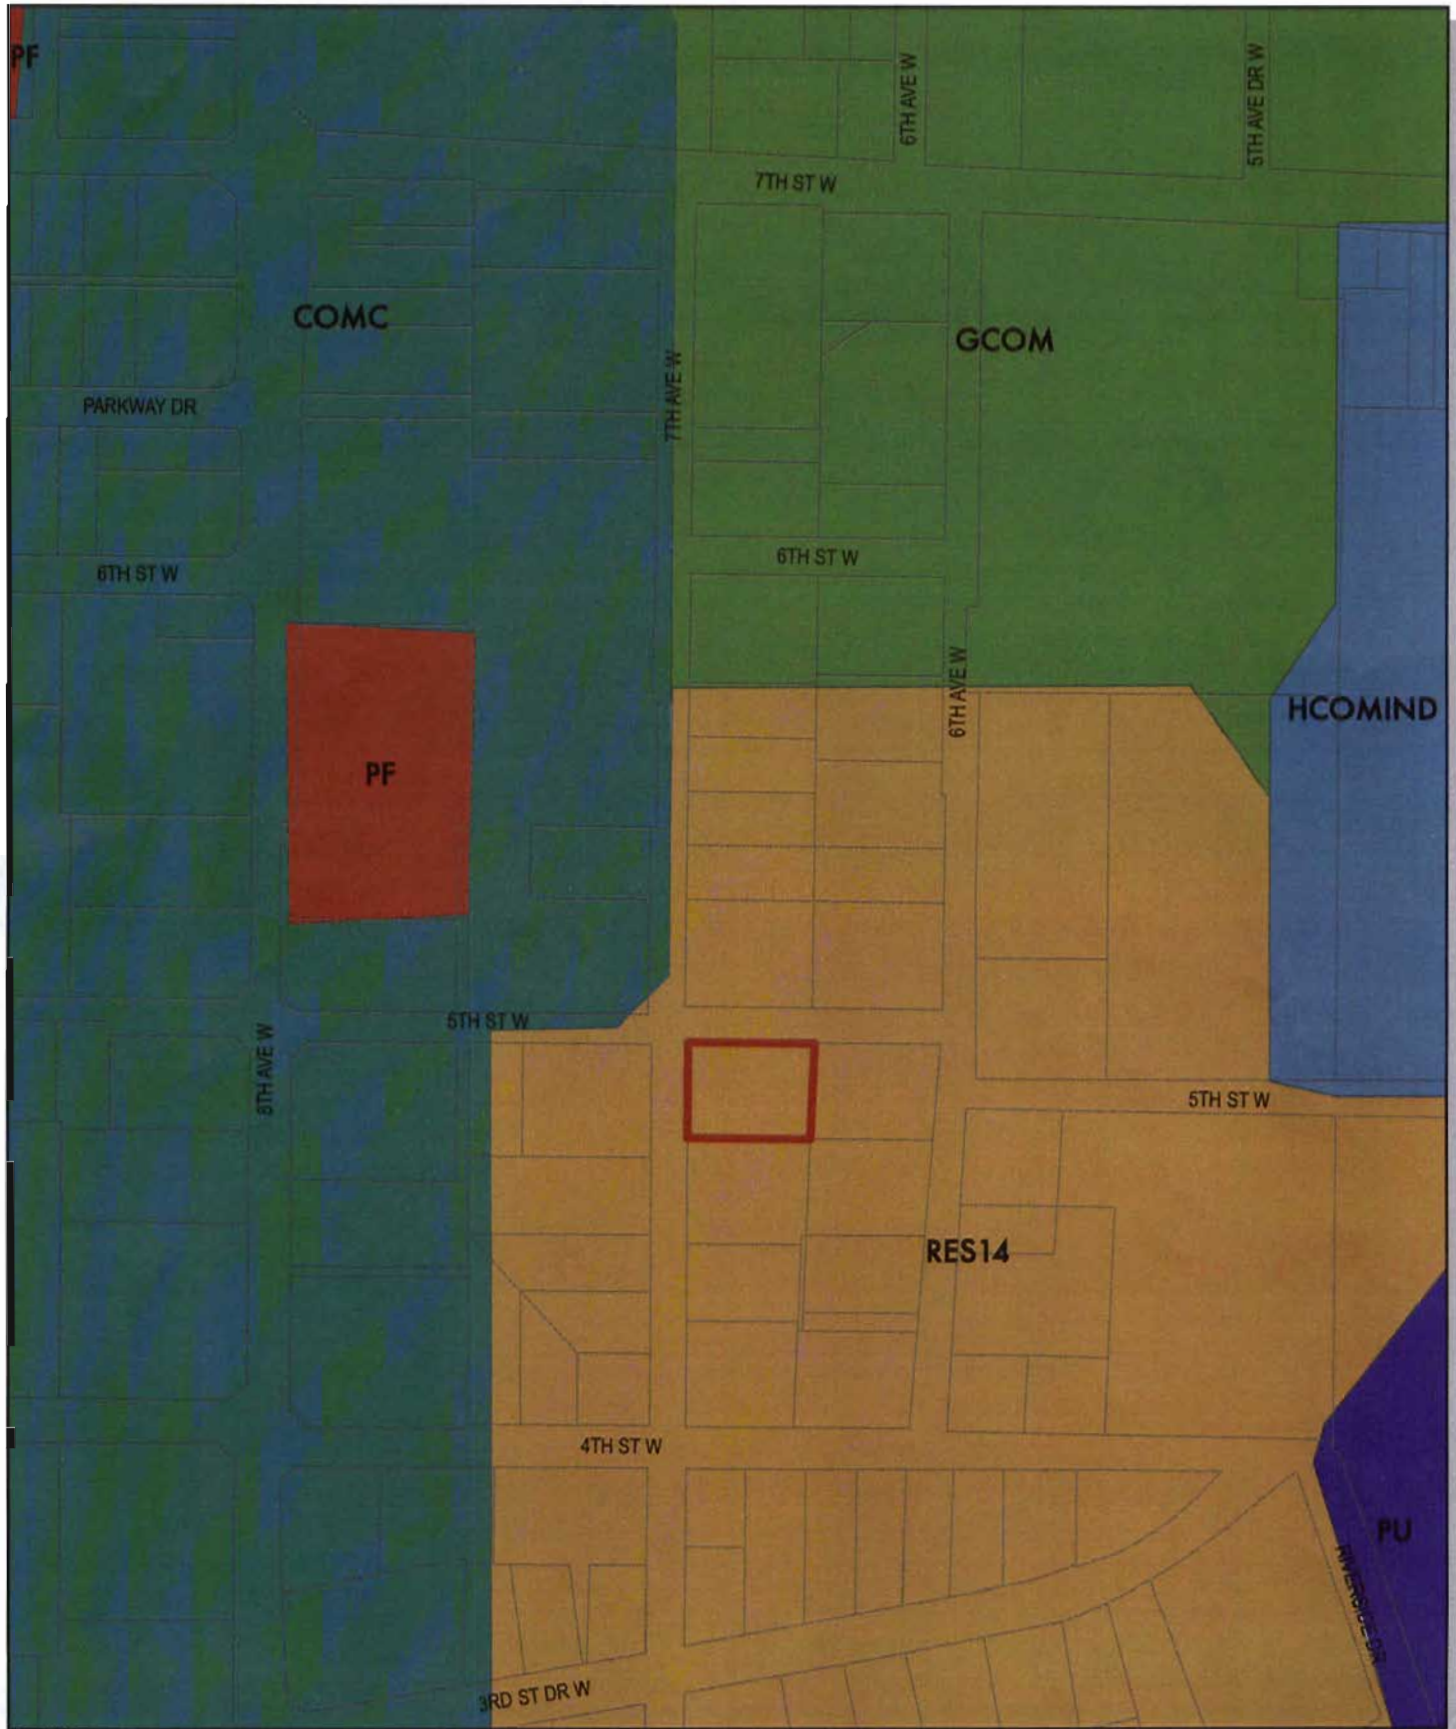 PF
6TH AVE W
5TH AVE DR W
7TH ST W
COMC
GCOM
7TH AVE W
PARKWAY DR
6TH ST W
6TH ST W
6TH AVE W
HCOMIND
PF
5TH ST W
8TH AVE W
5TH ST W
RES14
4TH ST W
PU
RIVERSIDE DR
3RD ST DR W